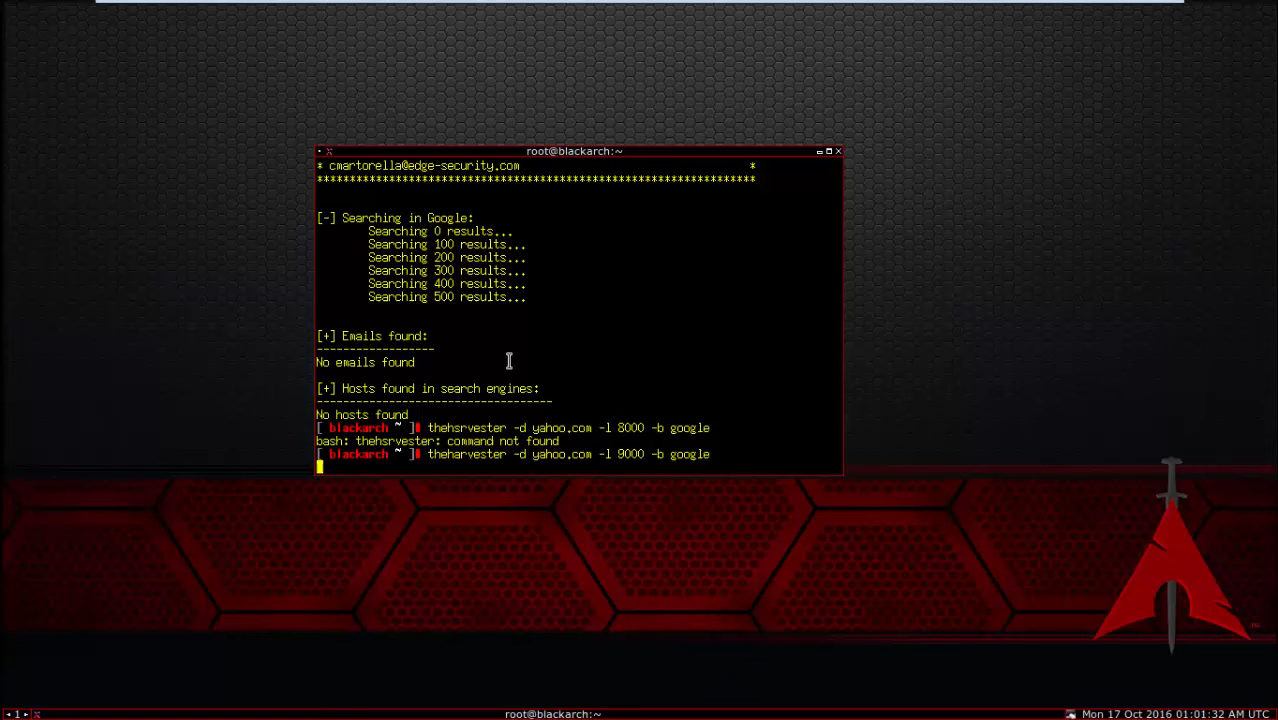 root@blackarch:~
* cmartorella@edge-security.com *
*******************************************************************
[-] Searching in Google:
Searching 0 results...
Searching 100 results...
Searching 200 results...
Searching 300 results...
Searching 400 results...
Searching 500 results...
[+] Emails found:
------------------
No emails found
[+] Hosts found in search engines:
------------------------------------
No hosts found
[ blackarch ~ ]# thehsrvester -d yahoo.com -l 8000 -b google
bash: thehsrvester: command not found
[ blackarch ~ ]# theharvester -d yahoo.com -l 9000 -b google
TM
1 root@blackarch:~ Mon 17 Oct 2016 01:01:32 AM UTC